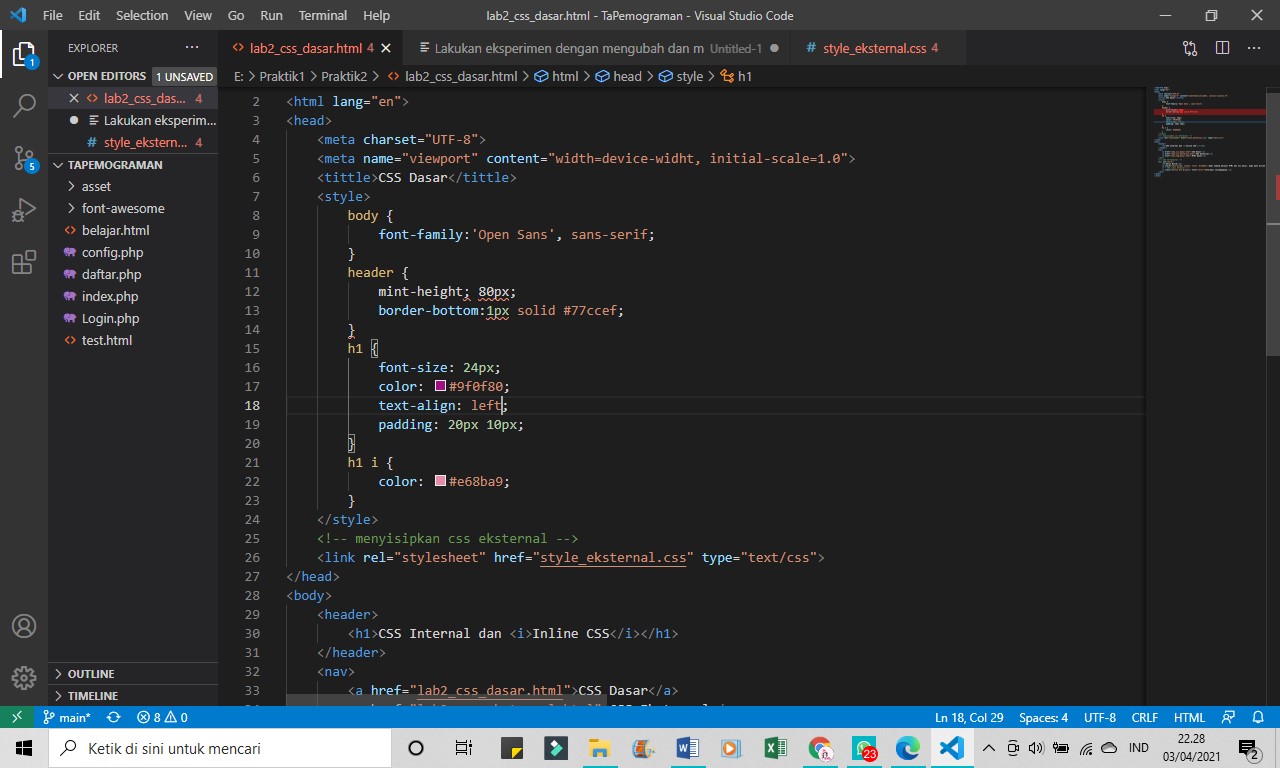 File Edit Selection View Go Run Terminal Help lab2_css_dasar.html - TaPemograman - Visual Studio Code
EXPLORER ···
lab2_css_dasar.html 4
Lakukan eksperimen dengan mengubah dan m Untitled-1
# style_eksternal.css 4
E: > Praktik1 > Praktik2 > lab2_css_dasar.html > html > head > style > h1
OPEN EDITORS 1 UNSAVED
lab2_css_das... 4
Lakukan eksperim...
# style_ekstern... 4
TAPEMOGRAMAN
asset
font-awesome
belajar.html
config.php
daftar.php
index.php
Login.php
test.html
OUTLINE
TIMELINE
1
5
2 <html lang="en">
3 <head>
4 <meta charset="UTF-8">
5 <meta name="viewport" content="width=device-widht, initial-scale=1.0">
6 <tittle>CSS Dasar</tittle>
7 <style>
8 body {
9 font-family:'Open Sans', sans-serif;
10 }
11 header {
12 mint-height; 80px;
13 border-bottom:1px solid #77ccef;
14 }
15 h1 {
16 font-size: 24px;
17 color: #9f0f80;
18 text-align: left;
19 padding: 20px 10px;
20 }
21 h1 i {
22 color: #e68ba9;
23 }
24 </style>
25 <!-- menyisipkan css eksternal -->
26 <link rel="stylesheet" href="style_eksternal.css" type="text/css">
27 </head>
28 <body>
29 <header>
30 <h1>CSS Internal dan <i>Inline CSS</i></h1>
31 </header>
32 <nav>
33 <a href="lab2_css_dasar.html">CSS Dasar</a>
main* 8 0 Ln 18, Col 29 Spaces: 4 UTF-8 CRLF HTML
Ketik di sini untuk mencari
23
IND
22.28
03/04/2021
2